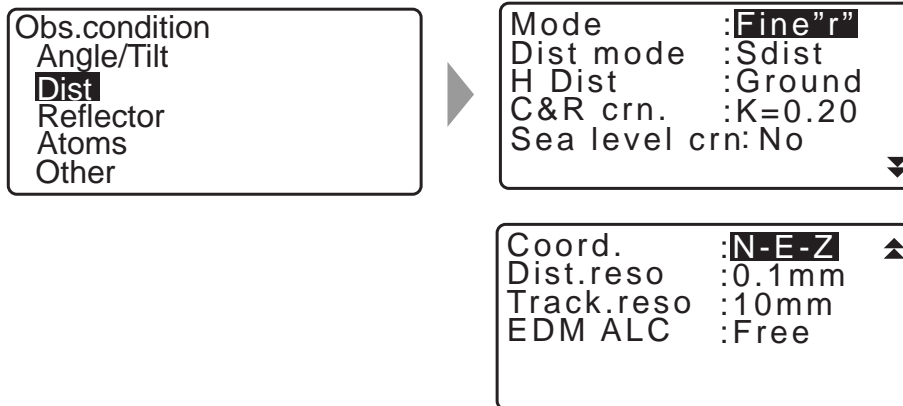 Obs.condition
Angle/Tilt
Dist
Reflector
Atoms
Other
Mode :Fine”r”
Dist mode :Sdist
H Dist :Ground
C&R crn. :K=0.20
Sea level crn: No
Coord. :N-E-Z
Dist.reso :0.1mm
Track.reso :10mm
EDM ALC :Free